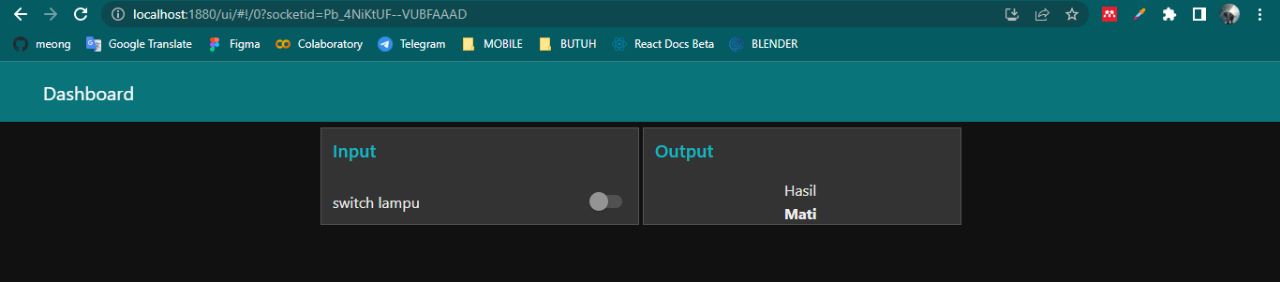 localhost:1880/ui/#!/0?socketid=Pb_4NiKtUF--VUBFAAAD
meong Google Translate Figma Colaboratory Telegram MOBILE BUTUH React Docs Beta BLENDER
Dashboard
Input
switch lampu
Output
Hasil
Mati